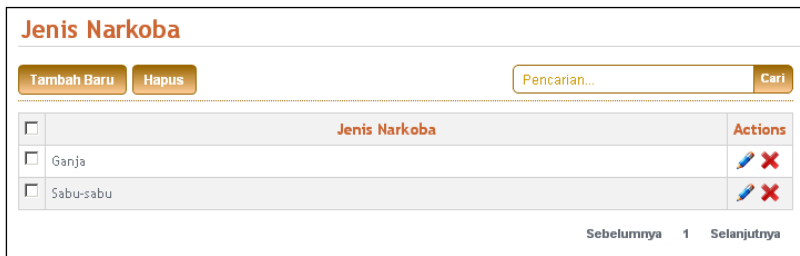 Jenis Narkoba
Tambah Baru Hapus Pencarian... Cari
Jenis Narkoba Actions
Ganja
Sabu-sabu
Sebelumnya 1 Selanjutnya